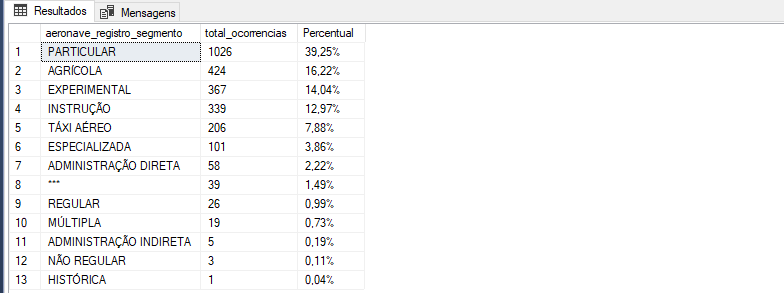 Resultados Mensagens
aeronave_registro_segmento total_ocorrencias Percentual
1 PARTICULAR 1026 39,25%
2 AGRÍCOLA 424 16,22%
3 EXPERIMENTAL 367 14,04%
4 INSTRUÇÃO 339 12,97%
5 TÁXI AÉREO 206 7,88%
6 ESPECIALIZADA 101 3,86%
7 ADMINISTRAÇÃO DIRETA 58 2,22%
8 *** 39 1,49%
9 REGULAR 26 0,99%
10 MÚLTIPLA 19 0,73%
11 ADMINISTRAÇÃO INDIRETA 5 0,19%
12 NÃO REGULAR 3 0,11%
13 HISTÓRICA 1 0,04%